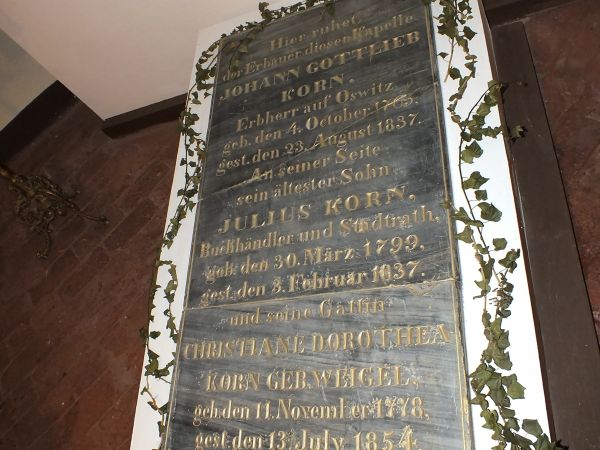 Hier ruhet
der Erbauer dieser Kapelle
JOHANN GOTTLIEB
KORN.
Erbherr auf Oswitz
geb. den 4. October 1765.
gest. den 23. August 1837.
An seiner Seite
sein ältester Sohn
JULIUS KORN,
Buchhändler und Stadtrath,
geb. den 30. März 1799.
gest. den 3. Februar 1837.
und seine Gattin
CHRISTIANE DOROTHEA
KORN GEB. WEIGEL,
geb. den 11. November 1778,
gest. den 13. July 1854.